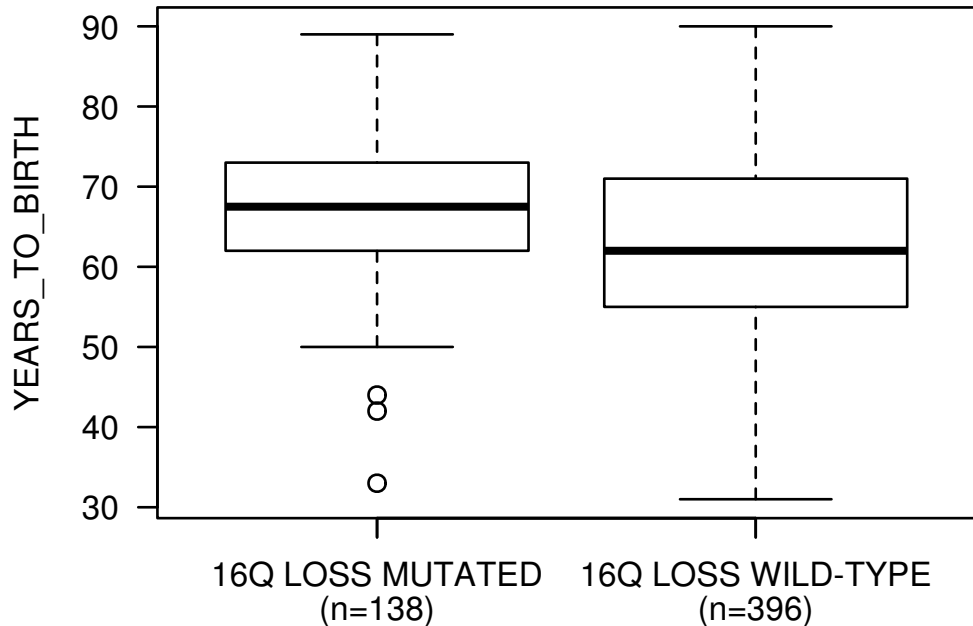 YEARS_TO_BIRTH
90
80
70
60
50
40
30
16Q LOSS MUTATED
(n=138)
16Q LOSS WILD-TYPE
(n=396)